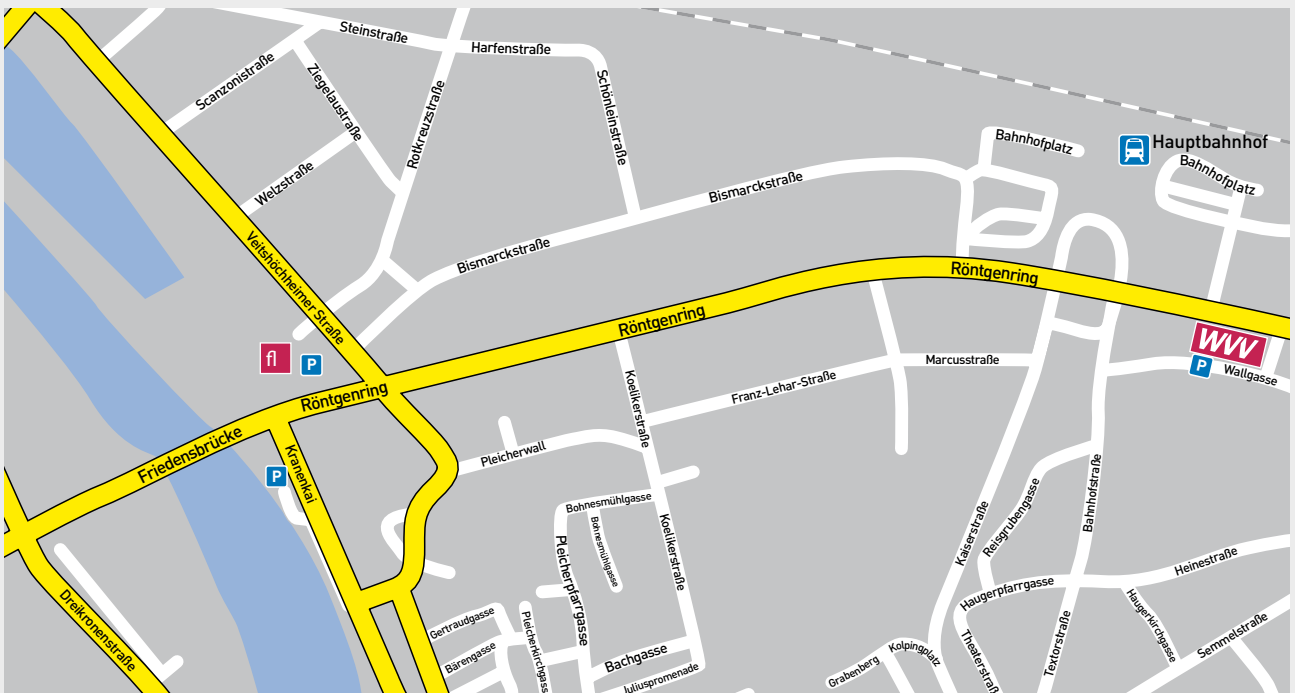 Steinstraße
Harfenstraße
Scanzonistraße
Ziegelaustraße
Rotkreuzstraße
Schönleinstraße
Bahnhofplatz
Hauptbahnhof
Bahnhofplatz
Welzstraße
Bismarckstraße
Bismarckstraße
Veitshöchheimer Straße
Röntgenring
Röntgenring
WVV
fl
P
P
Wallgasse
Marcusstraße
Franz-Lehar-Straße
Röntgenring
Koelikerstraße
Friedensbrücke
Pleicherwall
Kranenkai
P
Bohnesmühlgasse
Bohnesmühlgasse
Koelikerstraße
Kaiserstraße
Reisgrubengasse
Bahnhofstraße
Pleicherpfarrgasse
Heinestraße
Haugerpfarrgasse
Haugerkirchgasse
Dreikronenstraße
Gertraudgasse
Pleicherkirchgass
Bärengasse
Bachgasse
Juliuspromenade
Grabenberg
Kolpingplatz
Theaterstraß
Textorstraße
Semmelstraße